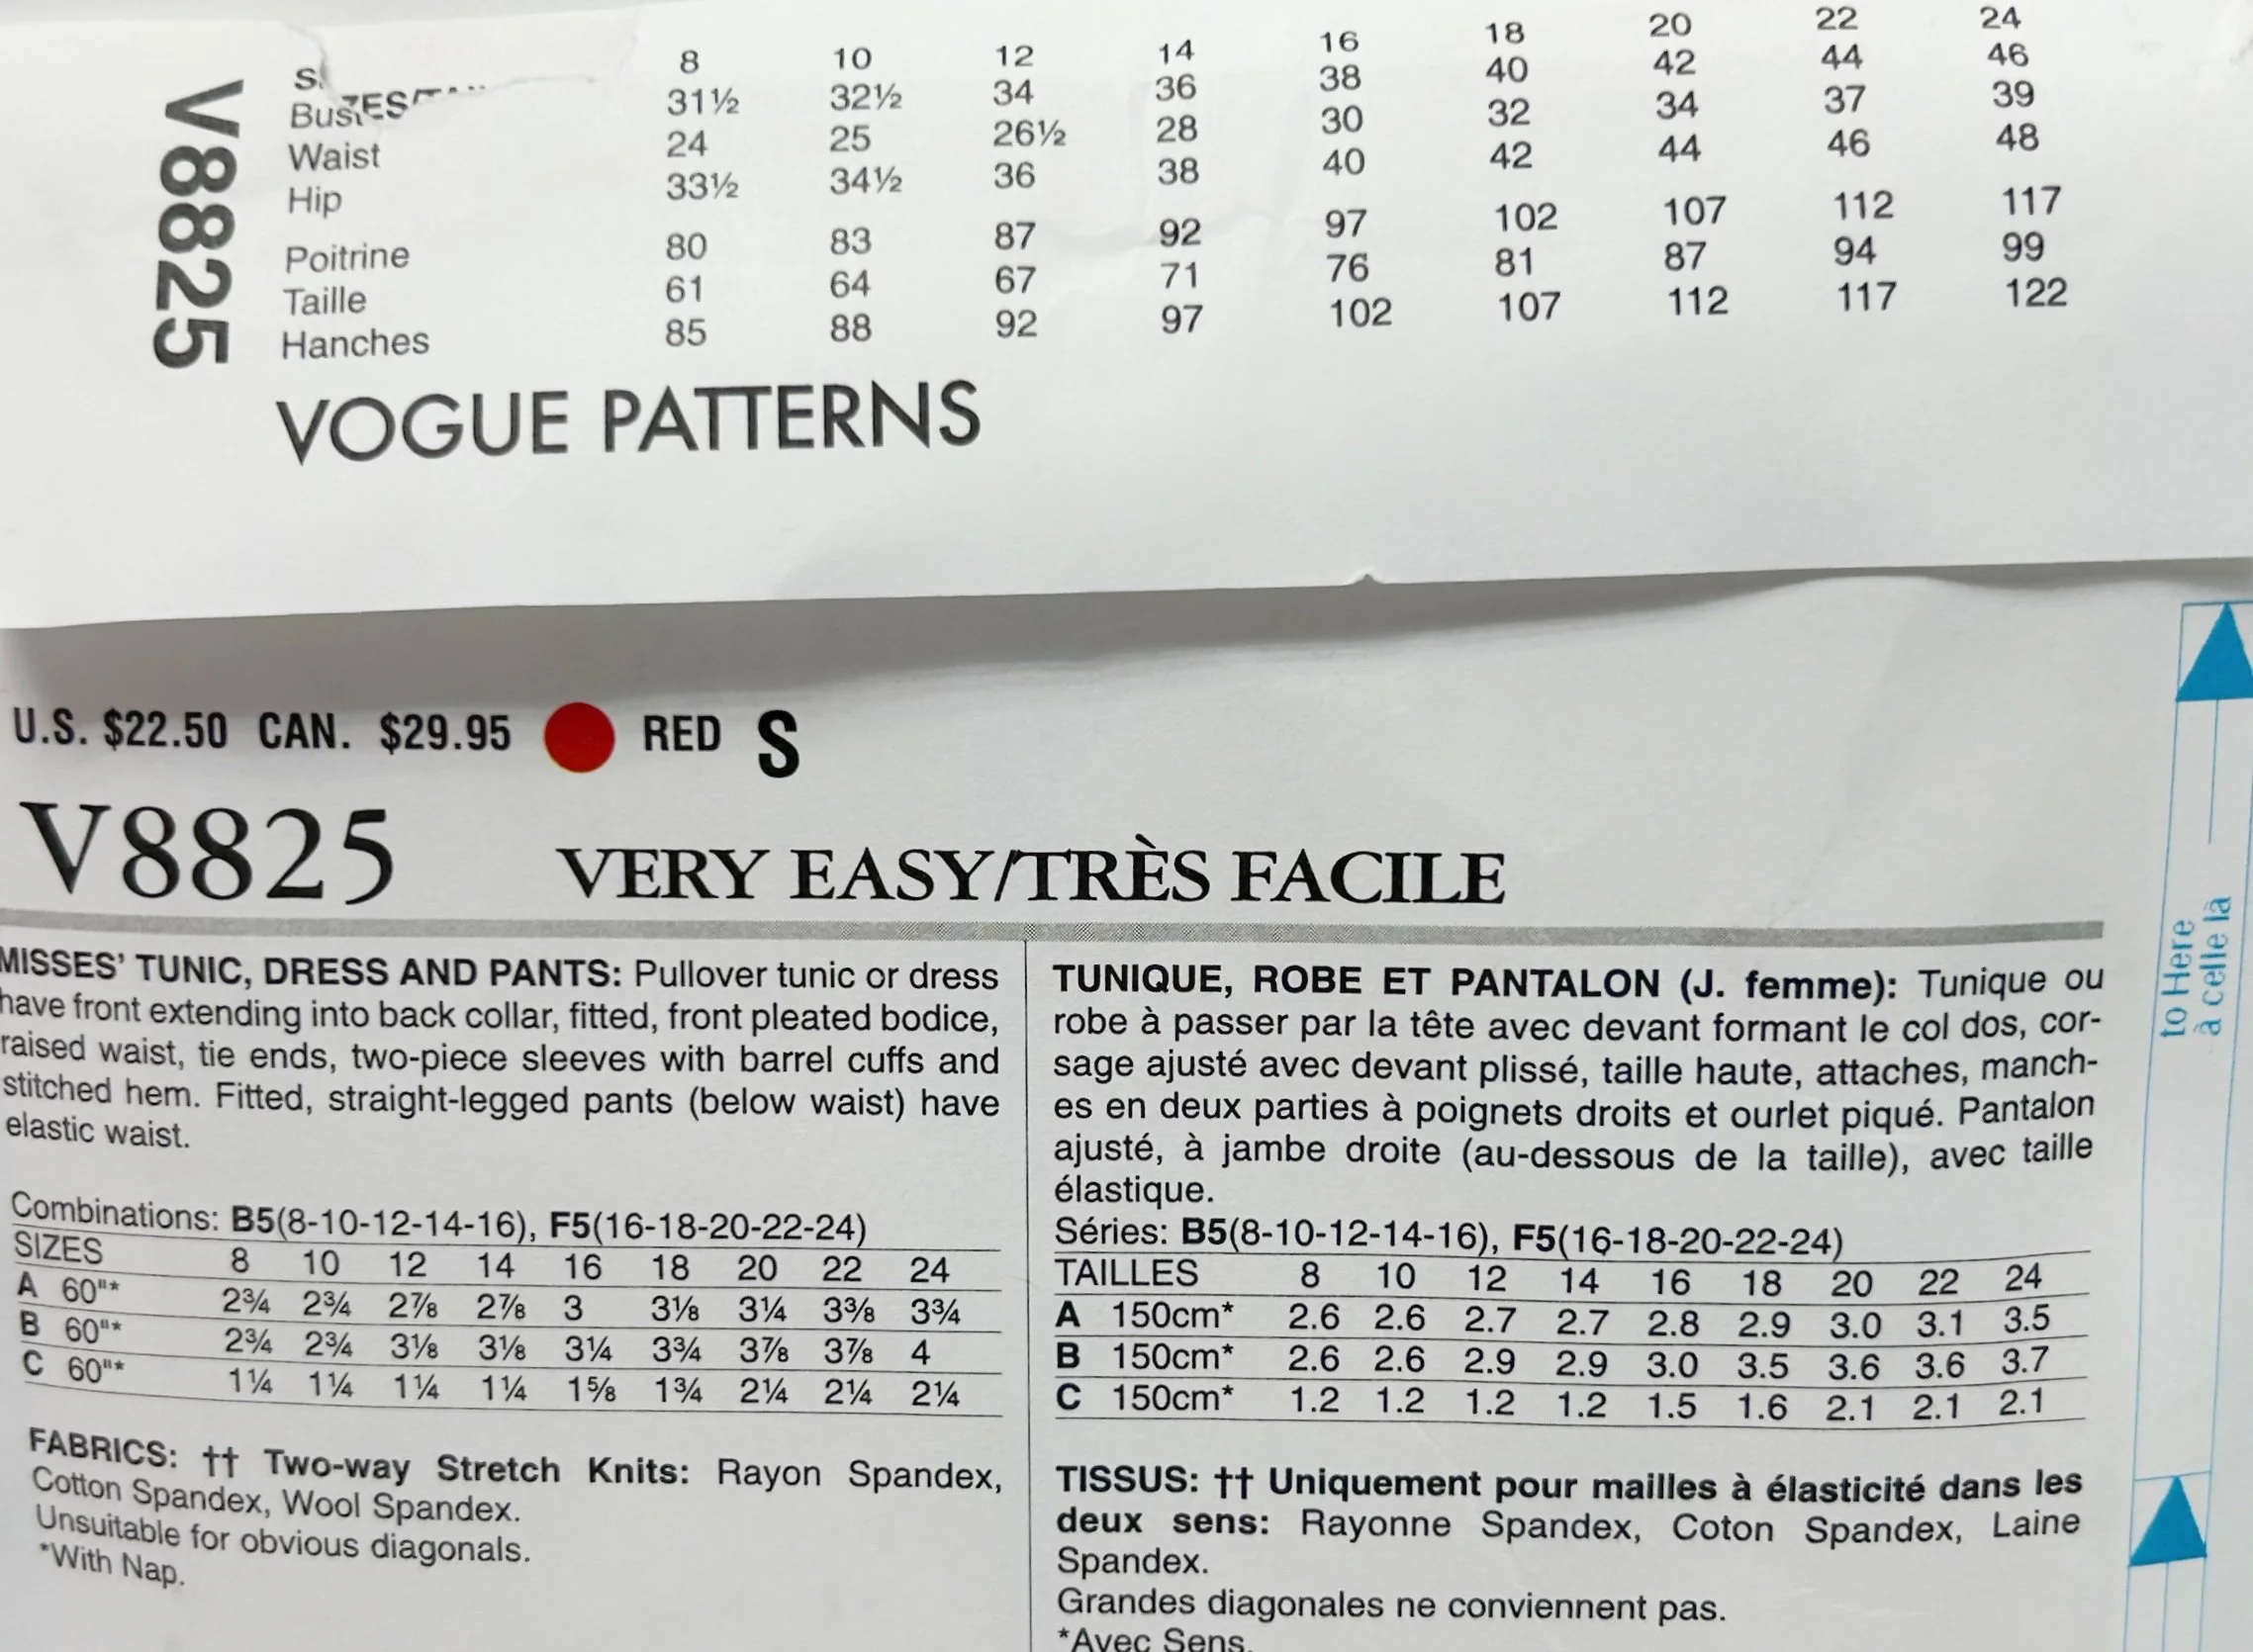 V8825
8 10 12 14 16 18 20 22 24
Bust 31½ 32½ 34 36 38 40 42 44 46
Waist 24 25 26½ 28 30 32 34 37 39
Hip 33½ 34½ 36 38 40 42 44 46 48
Poitrine 80 83 87 92 97 102 107 112 117
Taille 61 64 67 71 76 81 87 94 99
Hanches 85 88 92 97 102 107 112 117 122
VOGUE PATTERNS
U.S. $22.50 CAN. $29.95 RED S
V8825 VERY EASY/TRÈS FACILE
MISSES' TUNIC, DRESS AND PANTS: Pullover tunic or dress
have front extending into back collar, fitted, front pleated bodice,
raised waist, tie ends, two-piece sleeves with barrel cuffs and
stitched hem. Fitted, straight-legged pants (below waist) have
elastic waist.
Combinations: B5(8-10-12-14-16), F5(16-18-20-22-24)
SIZES 8 10 12 14 16 18 20 22 24
A 60"* 2¾ 2¾ 2⅞ 2⅞ 3 3⅛ 3¼ 3⅜ 3¾
B 60"* 2¾ 2¾ 3⅛ 3⅛ 3¼ 3¾ 3⅞ 3⅞ 4
C 60"* 1¼ 1¼ 1¼ 1¼ 1⅝ 1¾ 2¼ 2¼ 2¼
FABRICS: †† Two-way Stretch Knits: Rayon Spandex,
Cotton Spandex, Wool Spandex.
Unsuitable for obvious diagonals.
*With Nap.
TUNIQUE, ROBE ET PANTALON (J. femme): Tunique ou
robe à passer par la tête avec devant formant le col dos, cor-
sage ajusté avec devant plissé, taille haute, attaches, manch-
es en deux parties à poignets droits et ourlet piqué. Pantalon
ajusté, à jambe droite (au-dessous de la taille), avec taille
élastique.
Séries: B5(8-10-12-14-16), F5(16-18-20-22-24)
TAILLES 8 10 12 14 16 18 20 22 24
A 150cm* 2.6 2.6 2.7 2.7 2.8 2.9 3.0 3.1 3.5
B 150cm* 2.6 2.6 2.9 2.9 3.0 3.5 3.6 3.6 3.7
C 150cm* 1.2 1.2 1.2 1.2 1.5 1.6 2.1 2.1 2.1
TISSUS: †† Uniquement pour mailles à élasticité dans les
deux sens: Rayonne Spandex, Coton Spandex, Laine
Spandex.
Grandes diagonales ne conviennent pas.
*Avec Sens.
to Here
à celle là